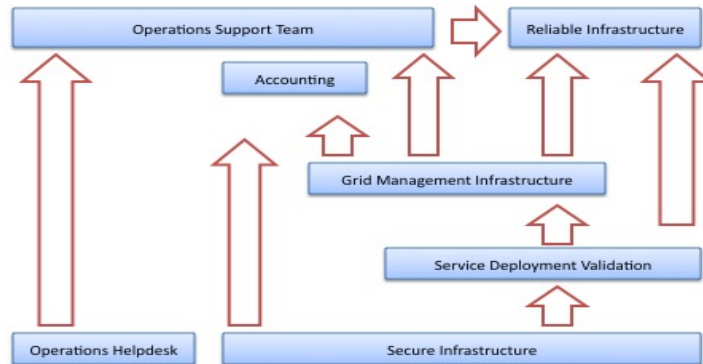 Operations Support Team
Reliable Infrastructure
Accounting
Grid Management Infrastructure
Service Deployment Validation
Operations Helpdesk
Secure Infrastructure